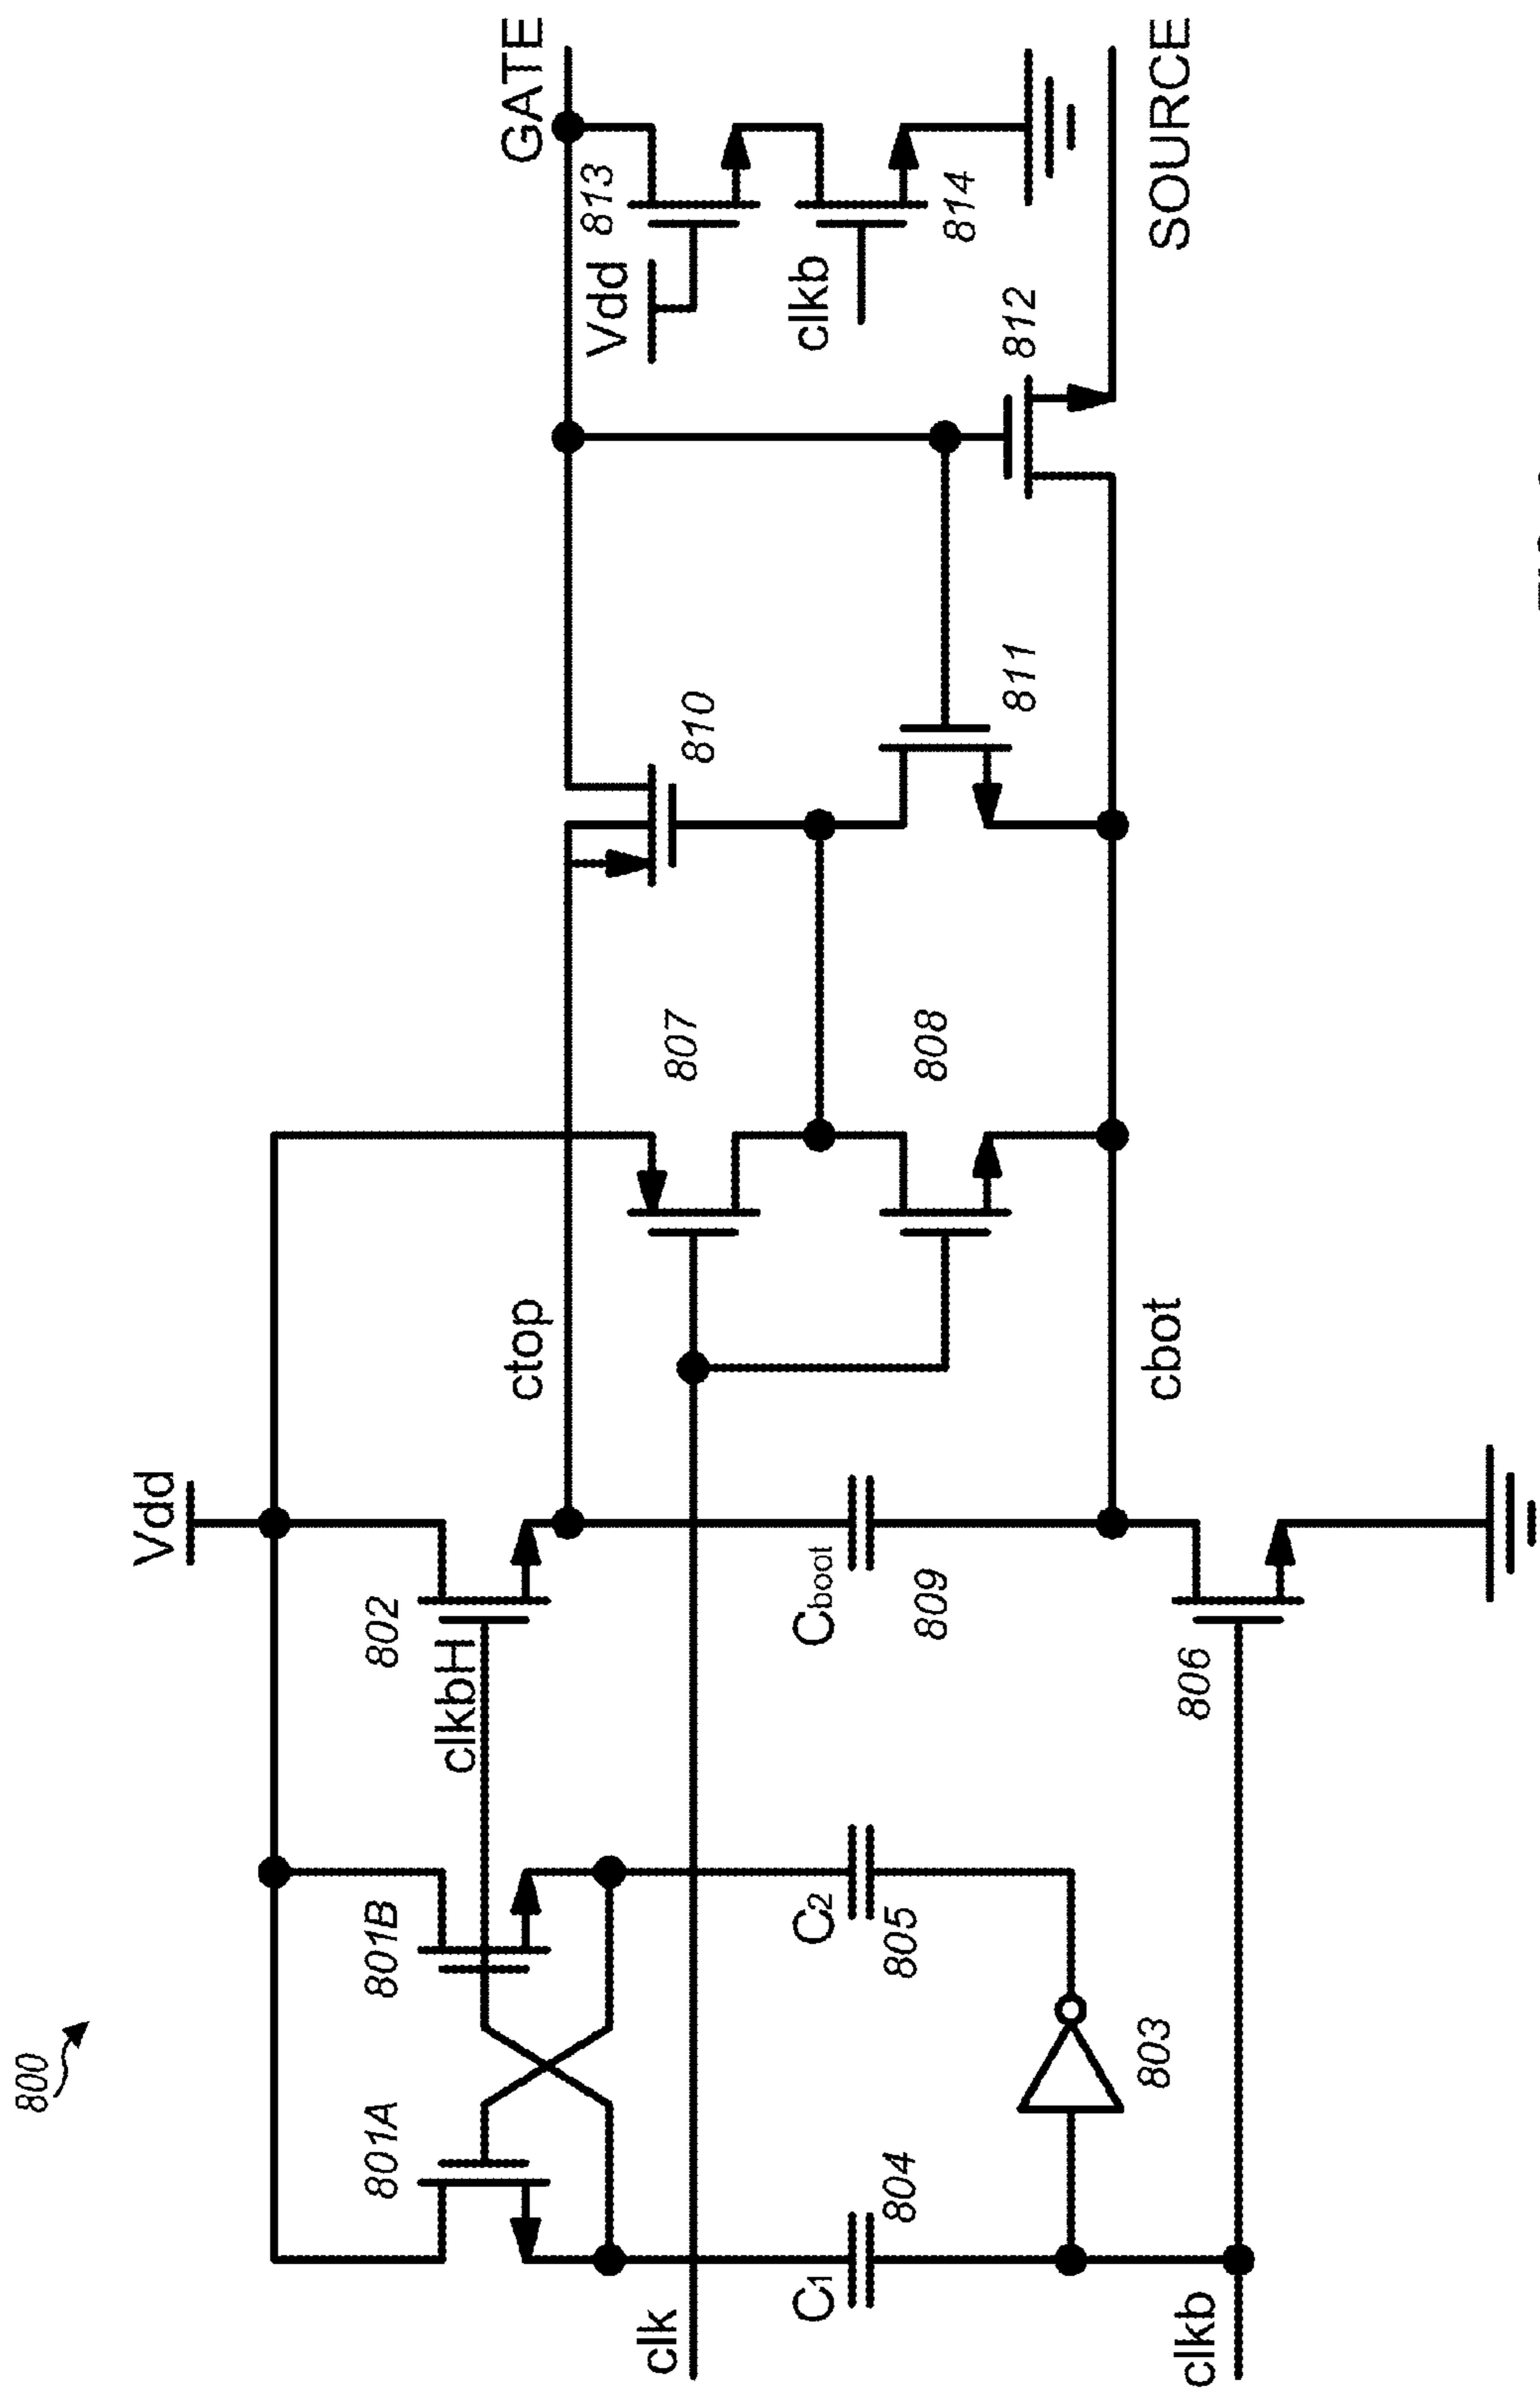 800
Vdd
GATE
813
Vdd
clkb
814
SOURCE
812
811
810
807
808
ctop
cbot
802
clkbH
Cboot
809
806
801B
801A
C2
805
803
804
C1
clk
clkb